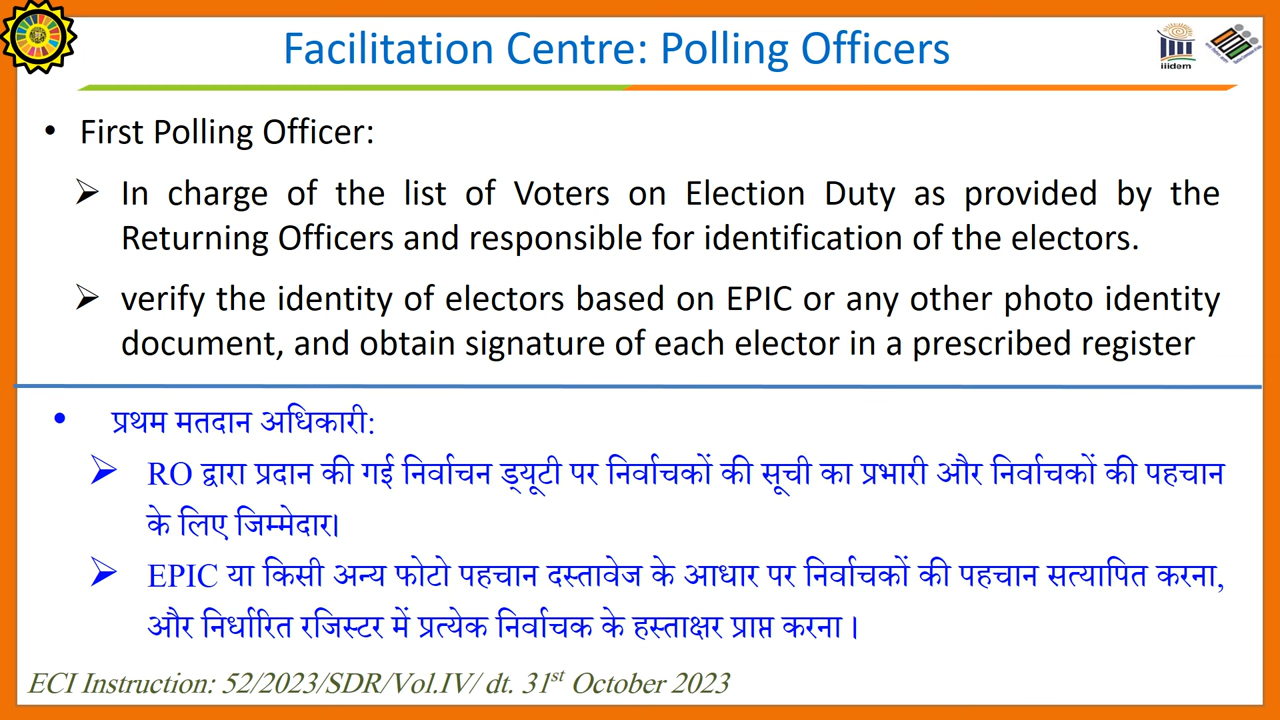 Facilitation Centre: Polling Officers
iiidem
• First Polling Officer:
➢ In charge of the list of Voters on Election Duty as provided by the
Returning Officers and responsible for identification of the electors.
➢ verify the identity of electors based on EPIC or any other photo identity
document, and obtain signature of each elector in a prescribed register
• प्रथम मतदान अधिकारी:
➢ RO द्वारा प्रदान की गई निर्वाचन ड्यूटी पर निर्वाचकों की सूची का प्रभारी और निर्वाचकों की पहचान
के लिए जिम्मेदार।
➢ EPIC या किसी अन्य फोटो पहचान दस्तावेज के आधार पर निर्वाचकों की पहचान सत्यापित करना,
और निर्धारित रजिस्टर में प्रत्येक निर्वाचक के हस्ताक्षर प्राप्त करना ।
ECI Instruction: 52/2023/SDR/Vol.IV/ dt. 31st October 2023